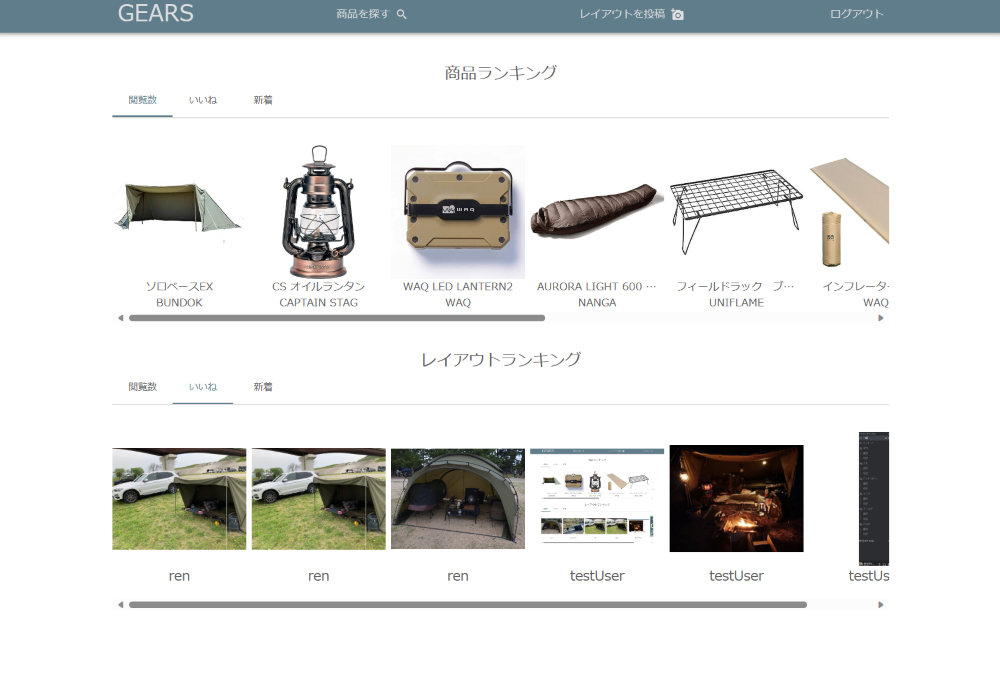 GEARS
商品を探す
レイアウトを投稿
ログアウト
商品ランキング
閲覧数 いいね 新着
WAQ
ソロベースEX
BUNDOK
CS オイルランタン
CAPTAIN STAG
WAQ LED LANTERN2
WAQ
AURORA LIGHT 600 …
NANGA
フィールドラック ブ…
UNIFLAME
インフレータ
WAQ
レイアウトランキング
閲覧数 いいね 新着
ren
ren
ren
testUser
testUser
testUs